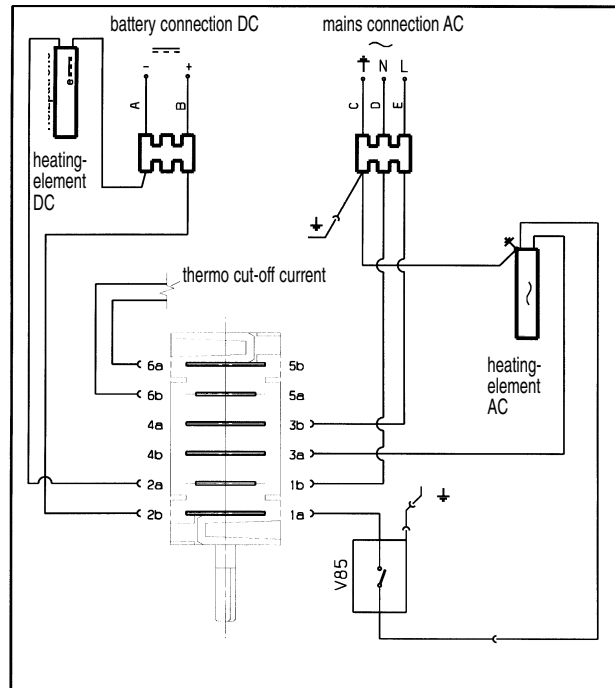 battery connection DC
mains connection AC
- +
N L
A B
C D E
heating-
element
DC
thermo cut-off current
heating-
element
AC
6a 5b
6b 5a
4a 3b
4b 3a
2a 1b
2b 1a
V85